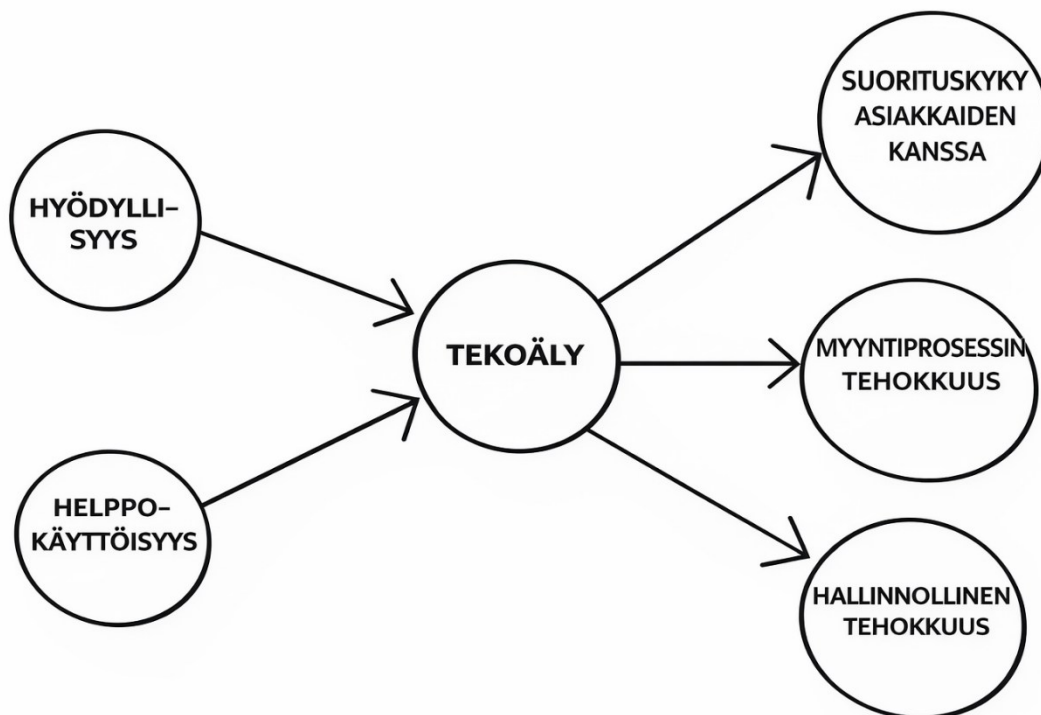 HYÖDYLLI-
SYYS
HELPPO-
KÄYTTÖISYYS
TEKOÄLY
SUORITUSKYKY
ASIAKKAIDEN
KANSSA
MYYNTIPROSESSIN
TEHOKKUUS
HALLINNOLLINEN
TEHOKKUUS